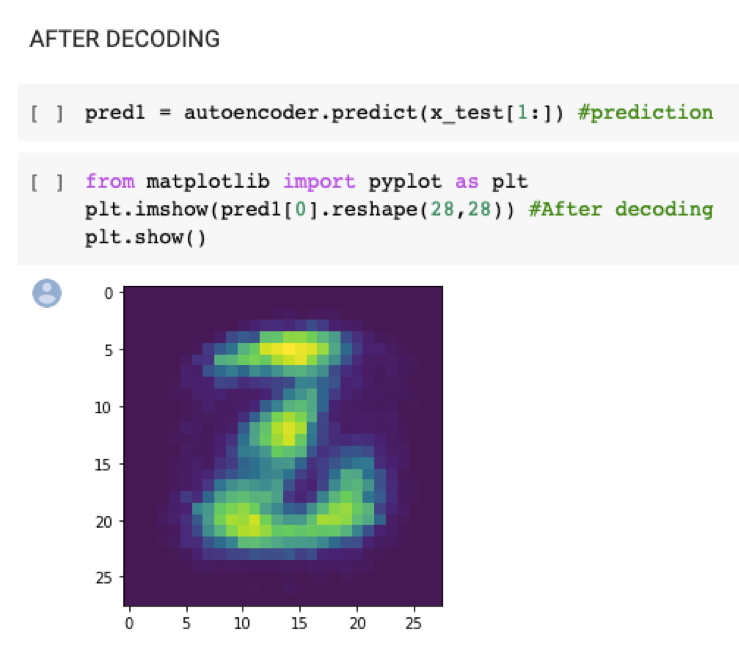 AFTER DECODING
[ ] pred1 = autoencoder.predict(x_test[1:]) #prediction
[ ] from matplotlib import pyplot as plt
plt.imshow(pred1[0].reshape(28,28)) #After decoding
plt.show()
0
5
10
15
20
25
0 5 10 15 20 25